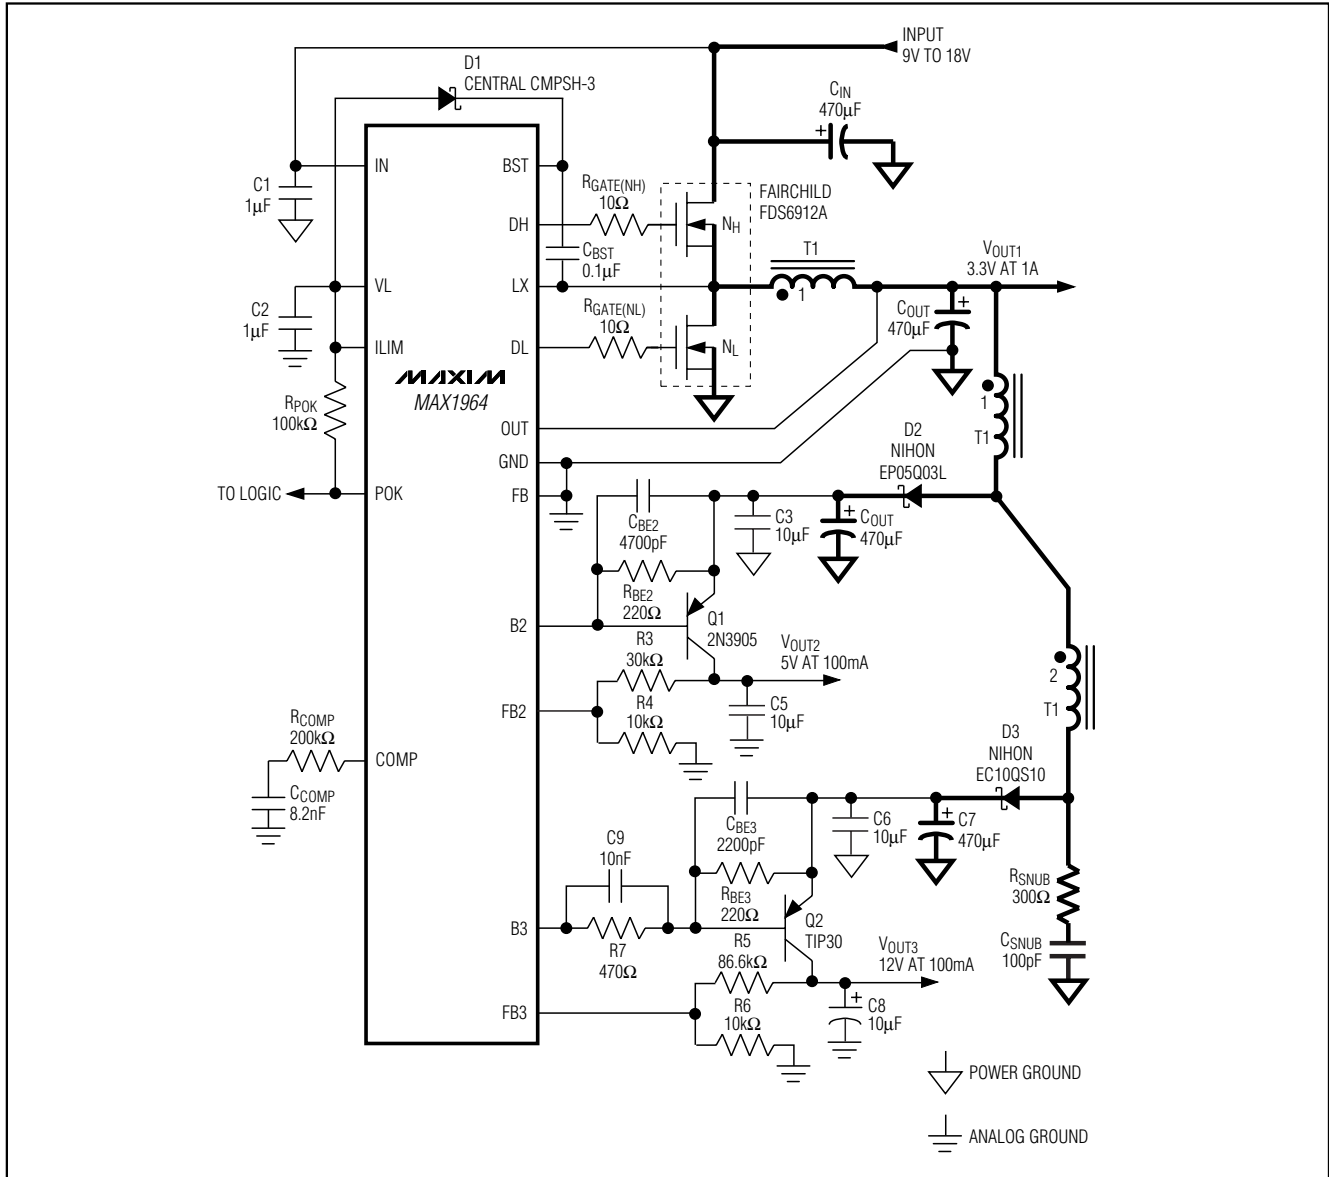 INPUT
9V TO 18V
D1
CENTRAL CMPSH-3
CIN
470µF
+
IN
BST
C1
1µF
RGATE(NH)
10Ω
FAIRCHILD
FDS6912A
DH
NH
CBST
0.1µF
T1
1
VOUT1
3.3V AT 1A
VL
LX
C2
1µF
RGATE(NL)
10Ω
COUT
470µF
+
ILIM
DL
NL
MAXIM
MAX1964
RPOK
100kΩ
1
T1
OUT
D2
NIHON
EP05Q03L
GND
TO LOGIC
POK
FB
CBE2
4700pF
C3
10µF
+
COUT
470µF
RBE2
220Ω
B2
Q1
2N3905
R3
30kΩ
VOUT2
5V AT 100mA
2
T1
FB2
R4
10kΩ
C5
10µF
RCOMP
200kΩ
COMP
D3
NIHON
EC10QS10
CCOMP
8.2nF
CBE3
2200pF
C6
10µF
+
C7
470µF
C9
10nF
RBE3
220Ω
RSNUB
300Ω
B3
R7
470Ω
Q2
TIP30
R5
86.6kΩ
VOUT3
12V AT 100mA
CSNUB
100pF
FB3
R6
10kΩ
+
C8
10µF
POWER GROUND
ANALOG GROUND